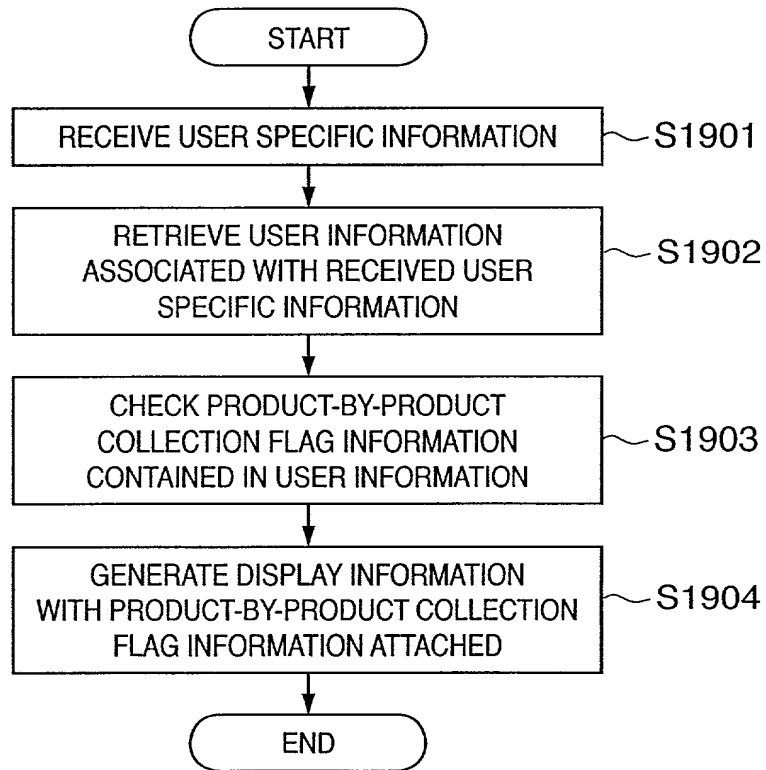 START
RECEIVE USER SPECIFIC INFORMATION
S1901
RETRIEVE USER INFORMATION
ASSOCIATED WITH RECEIVED USER
SPECIFIC INFORMATION
S1902
CHECK PRODUCT-BY-PRODUCT
COLLECTION FLAG INFORMATION
CONTAINED IN USER INFORMATION
S1903
GENERATE DISPLAY INFORMATION
WITH PRODUCT-BY-PRODUCT COLLECTION
FLAG INFORMATION ATTACHED
S1904
END